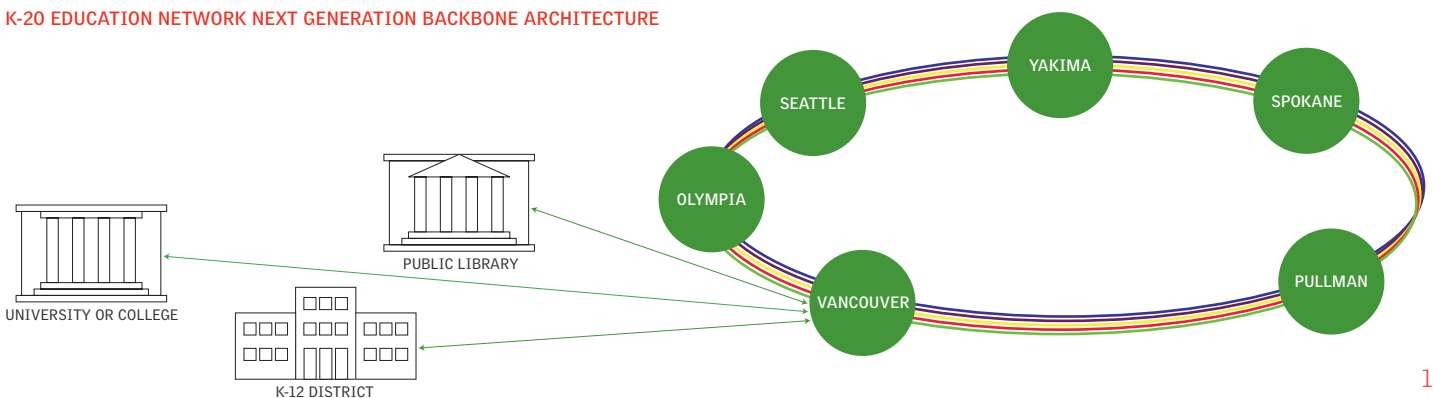 K-20 EDUCATION NETWORK NEXT GENERATION BACKBONE ARCHITECTURE
YAKIMA
SEATTLE
SPOKANE
OLYMPIA
PUBLIC LIBRARY
PULLMAN
VANCOUVER
UNIVERSITY OR COLLEGE
K-12 DISTRICT
1